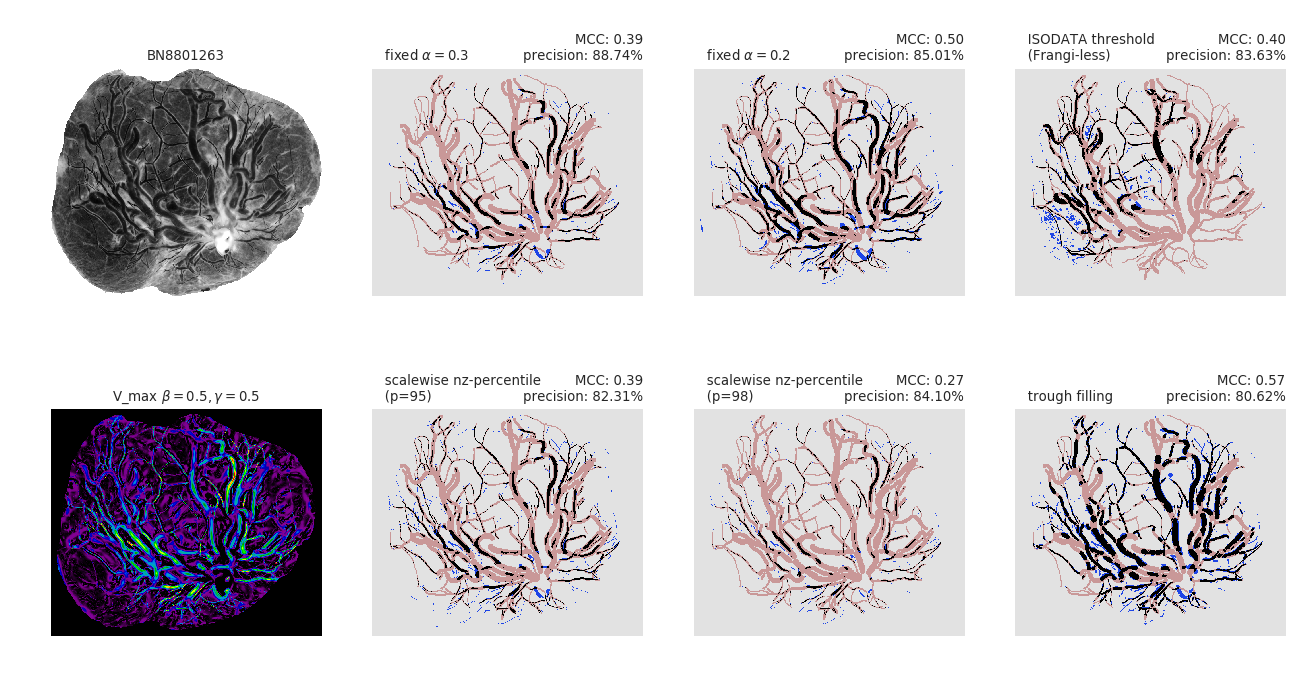 BN8801263
fixed α = 0.3
MCC: 0.39
precision: 88.74%
fixed α = 0.2
MCC: 0.50
precision: 85.01%
ISODATA threshold
(Frangi-less)
MCC: 0.40
precision: 83.63%
V_max β = 0.5, γ = 0.5
scalewise nz-percentile
(p=95)
MCC: 0.39
precision: 82.31%
scalewise nz-percentile
(p=98)
MCC: 0.27
precision: 84.10%
trough filling
MCC: 0.57
precision: 80.62%